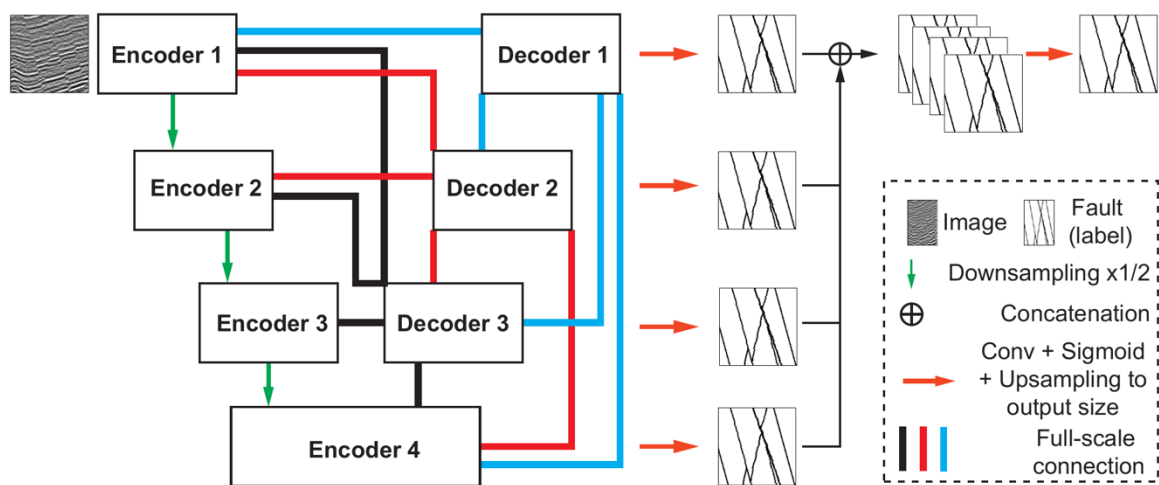 Encoder 1
Decoder 1
Encoder 2
Decoder 2
Encoder 3
Decoder 3
Encoder 4
Image
Fault
(label)
Downsampling x1/2
Concatenation
Conv + Sigmoid
+ Upsampling to
output size
Full-scale
connection